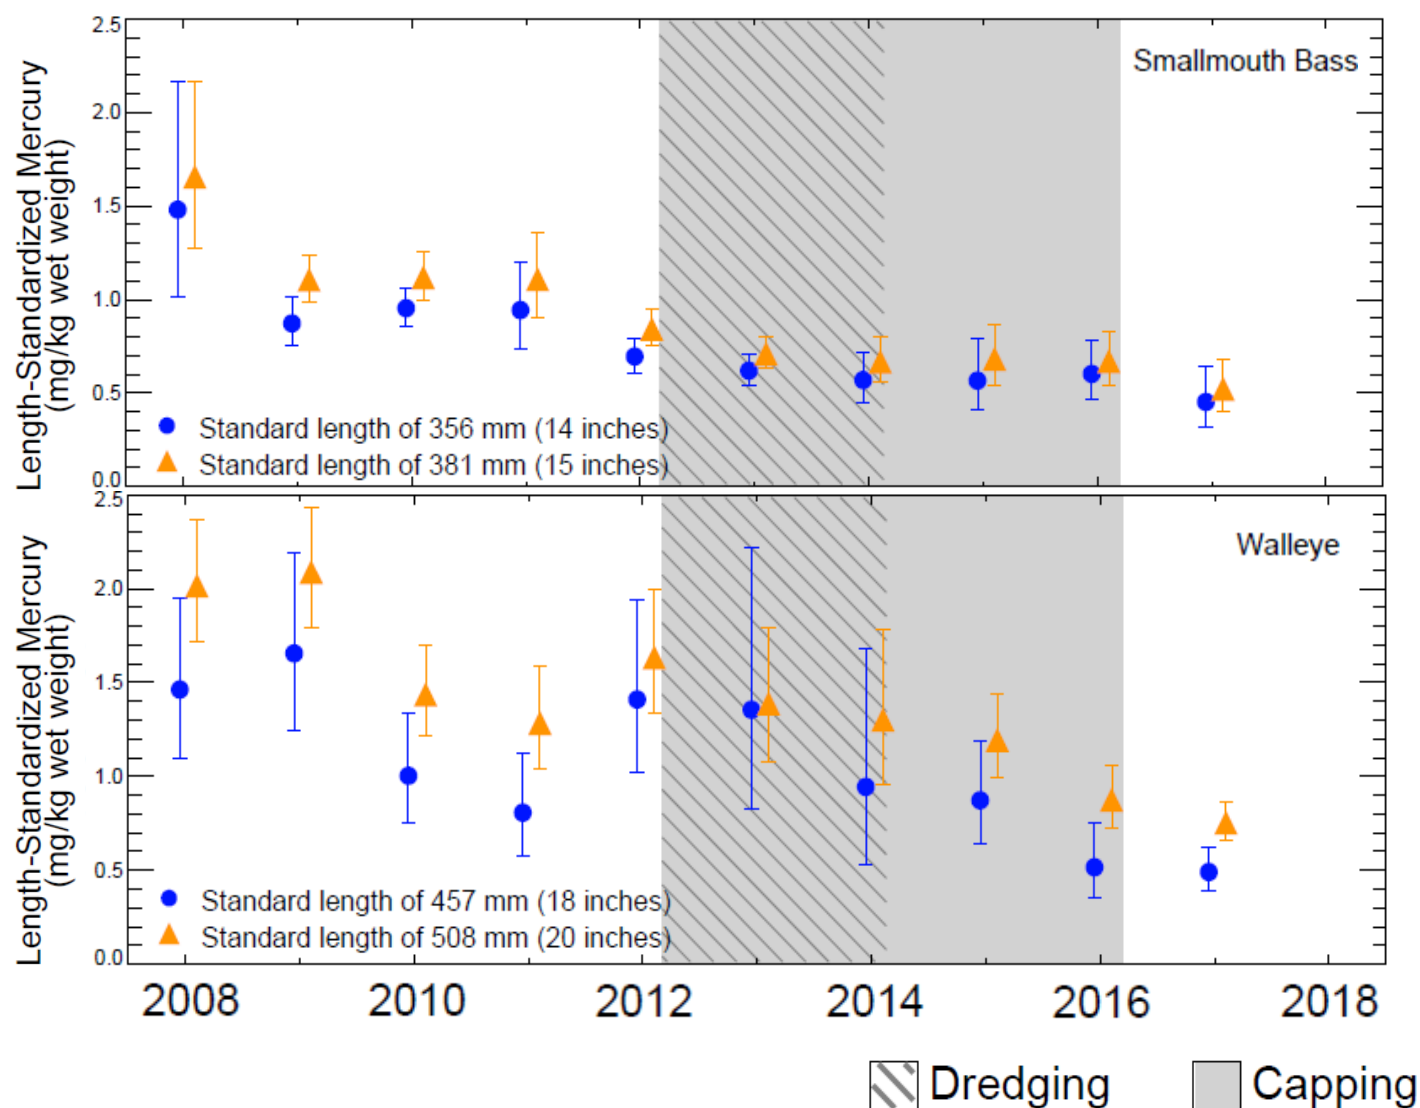 2.5
Smallmouth Bass
2.0
1.5
1.0
0.5
0.0
Length-Standardized Mercury
(mg/kg wet weight)
Standard length of 356 mm (14 inches)
Standard length of 381 mm (15 inches)
2.5
Walleye
2.0
1.5
1.0
0.5
0.0
Length-Standardized Mercury
(mg/kg wet weight)
Standard length of 457 mm (18 inches)
Standard length of 508 mm (20 inches)
2008 2010 2012 2014 2016 2018
Dredging Capping